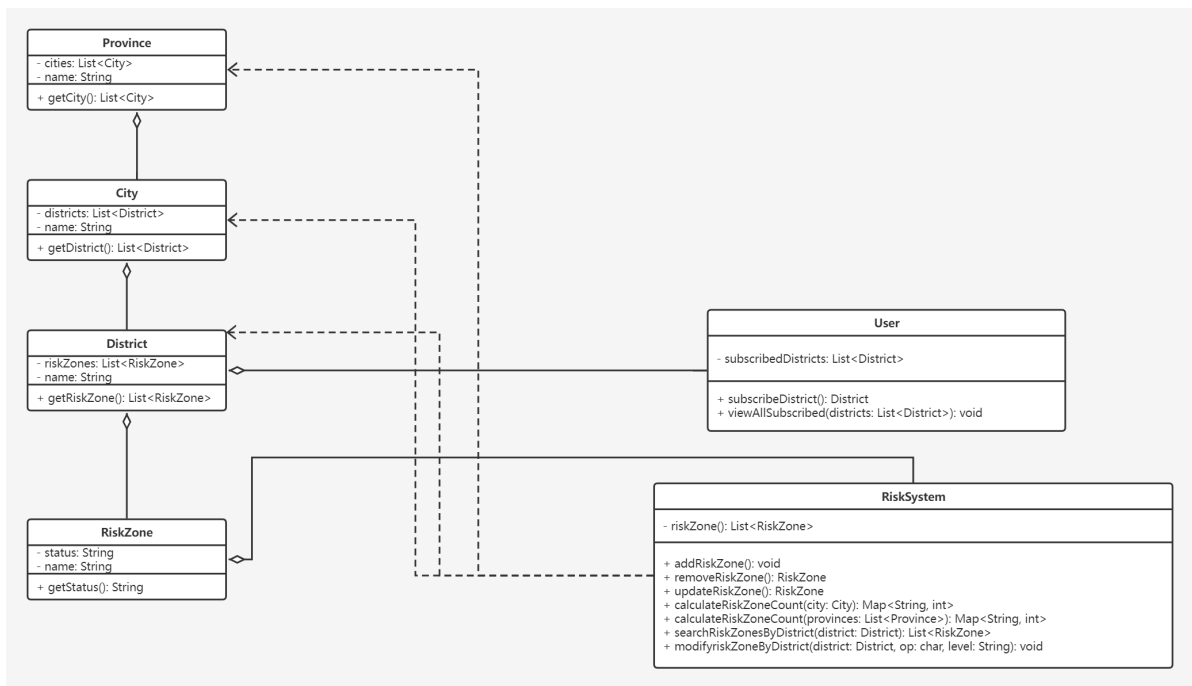 Province
- cities: List<City>
- name: String
+ getCity(): List<City>
City
- districts: List<District>
- name: String
+ getDistrict(): List<District>
District
- riskZones: List<RiskZone>
- name: String
+ getRiskZone(): List<RiskZone>
User
- subscribedDistricts: List<District>
+ subscribeDistrict(): District
+ viewAllSubscribed(districts: List<District>): void
RiskZone
- status: String
- name: String
+ getStatus(): String
RiskSystem
- riskZone(): List<RiskZone>
+ addRiskZone(): void
+ removeRiskZone(): RiskZone
+ updateRiskZone(): RiskZone
+ calculateRiskZoneCount(city: City): Map<String, int>
+ calculateRiskZoneCount(provinces: List<Province>): Map<String, int>
+ searchRiskZonesByDistrict(district: District): List<RiskZone>
+ modifyriskZoneByDistrict(district: District, op: char, level: String): void